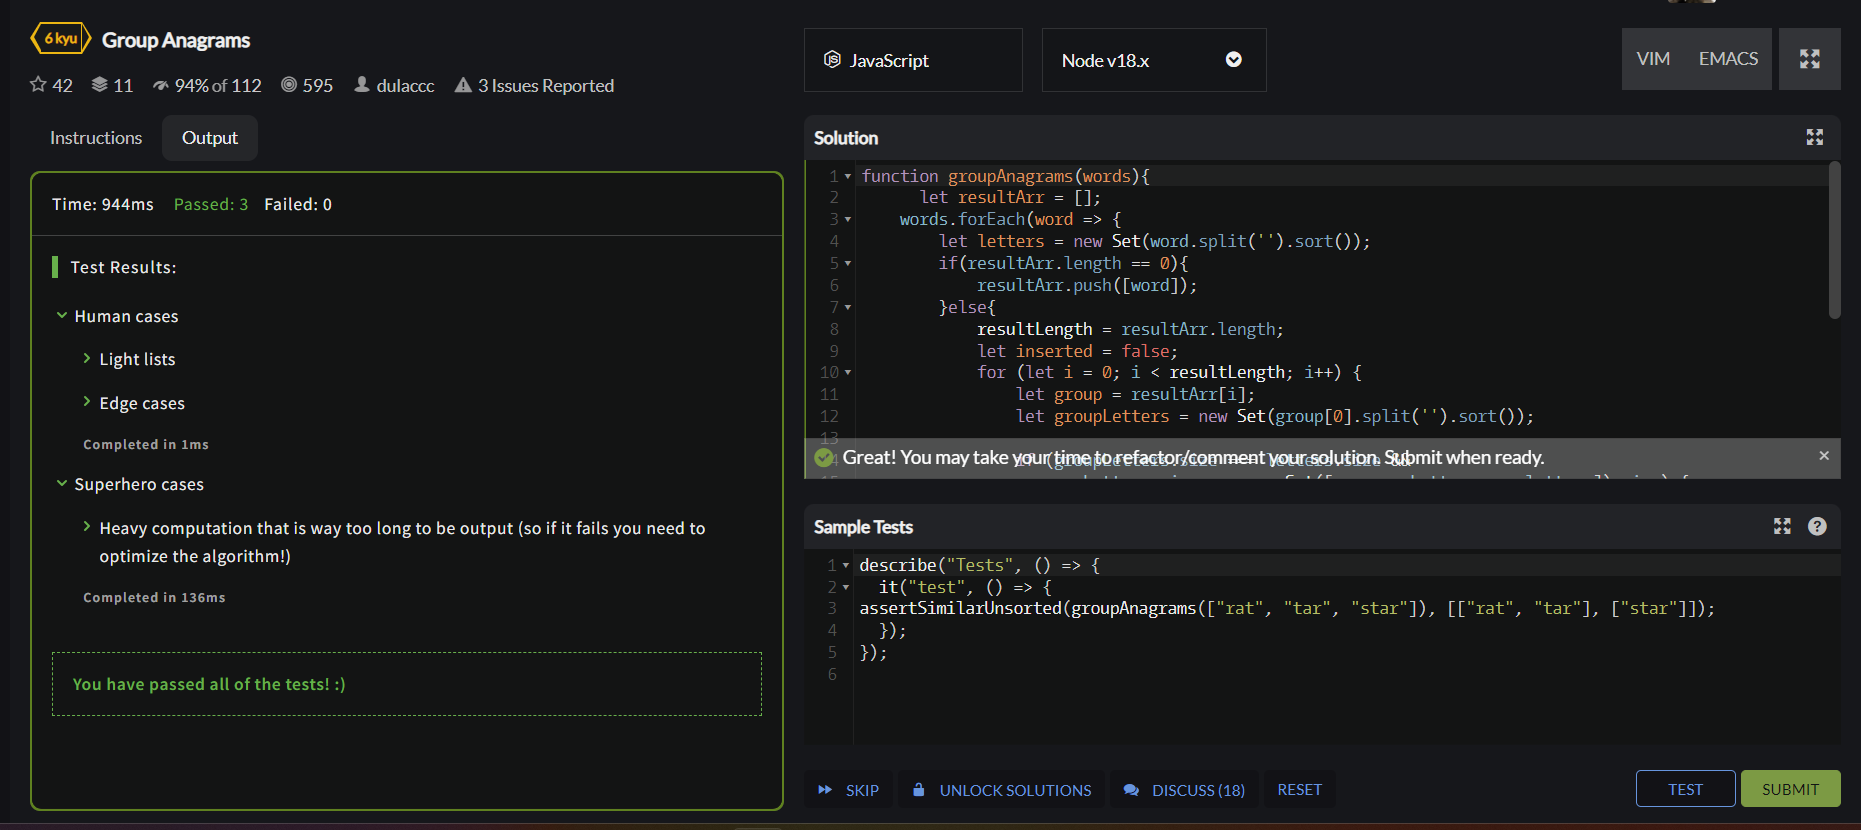 6 kyu Group Anagrams
42 11 94% of 112 595 dulaccc 3 Issues Reported
Instructions Output
Time: 944ms Passed: 3 Failed: 0
Test Results:
Human cases
Light lists
Edge cases
Completed in 1ms
Superhero cases
Heavy computation that is way too long to be output (so if it fails you need to
optimize the algorithm!)
Completed in 136ms
You have passed all of the tests! :)
JavaScript Node v18.x VIM EMACS
Solution
1 function groupAnagrams(words){
2 let resultArr = [];
3 words.forEach(word => {
4 let letters = new Set(word.split('').sort());
5 if(resultArr.length == 0){
6 resultArr.push([word]);
7 }else{
8 resultLength = resultArr.length;
9 let inserted = false;
10 for (let i = 0; i < resultLength; i++) {
11 let group = resultArr[i];
12 let groupLetters = new Set(group[0].split('').sort());
13
Great! You may take your time to refactor/comment your solution. Submit when ready.
if (groupLetters.size === letters.size &&
Sample Tests
1 describe("Tests", () => {
2 it("test", () => {
3 assertSimilarUnsorted(groupAnagrams(["rat", "tar", "star"]), [["rat", "tar"], ["star"]]);
4 });
5 });
6
SKIP UNLOCK SOLUTIONS DISCUSS (18) RESET TEST SUBMIT